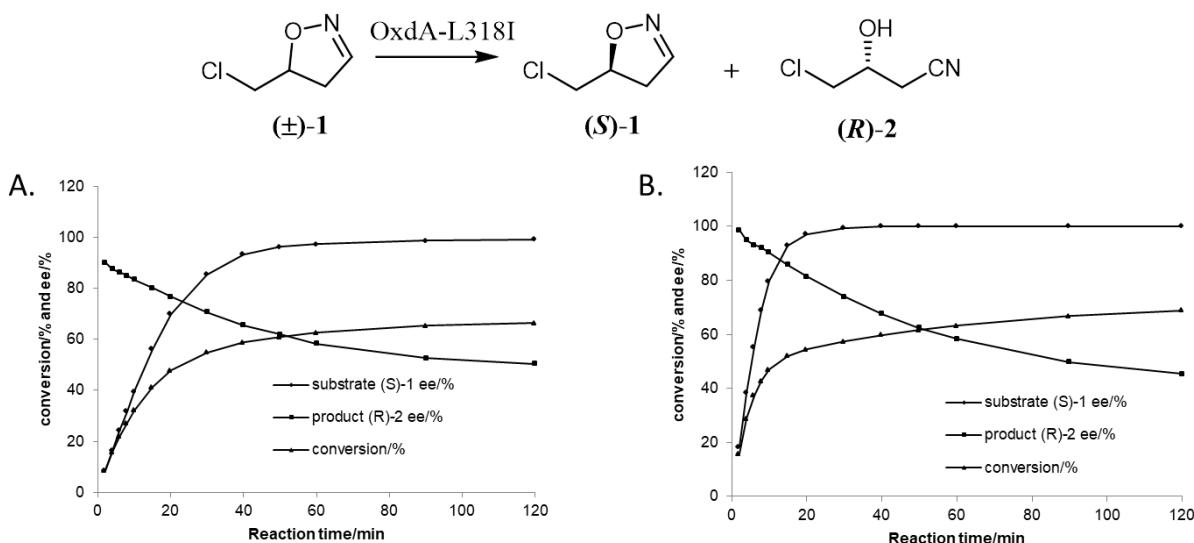 OxdA-L318I
O N
Cl
(±)-1
O N
Cl
(S)-1
+
OH
Cl CN
(R)-2
A.
conversion/% and ee/%
120
100
80
60
40
20
0
substrate (S)-1 ee/%
product (R)-2 ee/%
conversion/%
0 20 40 60 80 100 120
Reaction time/min
B.
conversion/% and ee/%
120
100
80
60
40
20
0
substrate (S)-1 ee/%
product (R)-2 ee/%
conversion/%
0 20 40 60 80 100 120
Reaction time/min